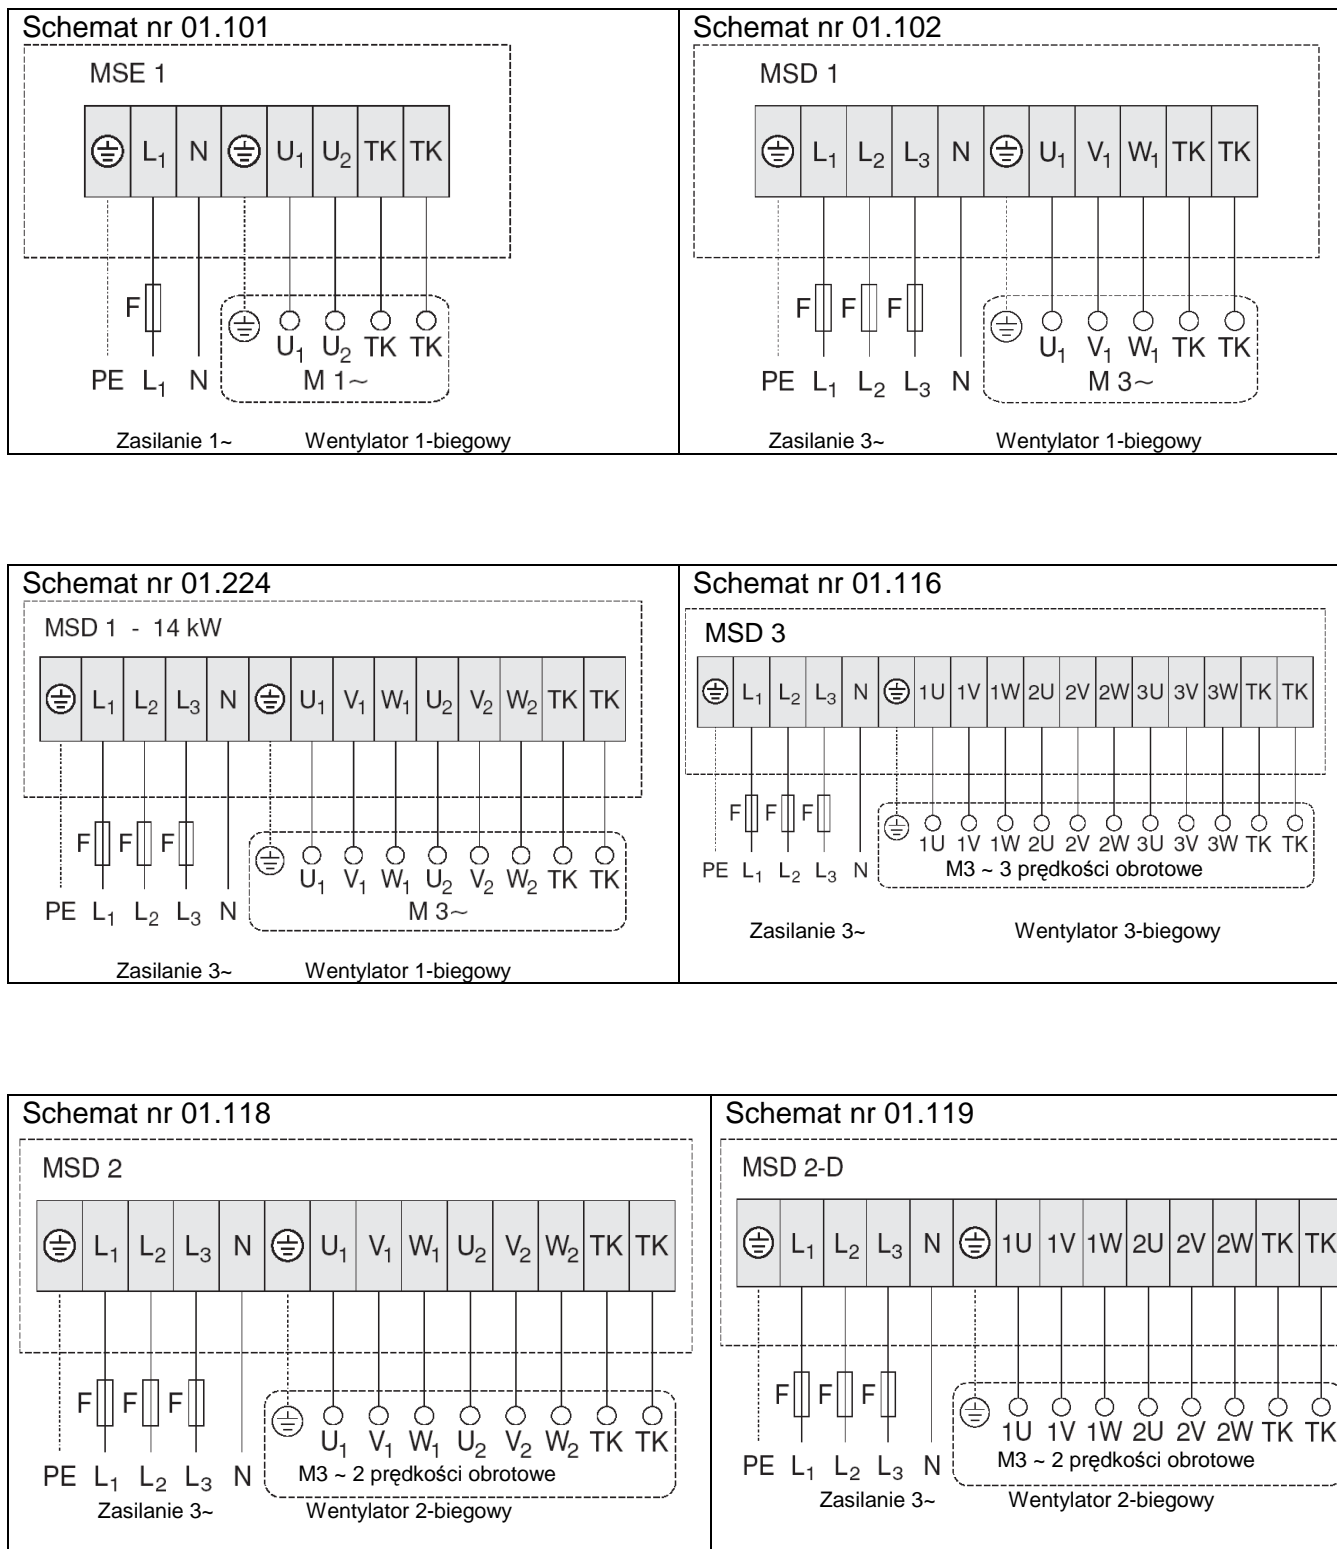 Schemat nr 01.101
MSE 1
L1 N U1 U2 TK TK
F
U1 U2 TK TK
PE L1 N M 1~
Zasilanie 1~ Wentylator 1-biegowy
Schemat nr 01.102
MSD 1
L1 L2 L3 N U1 V1 W1 TK TK
F F F
U1 V1 W1 TK TK
PE L1 L2 L3 N M 3~
Zasilanie 3~ Wentylator 1-biegowy
Schemat nr 01.224
MSD 1 - 14 kW
L1 L2 L3 N U1 V1 W1 U2 V2 W2 TK TK
F F F
U1 V1 W1 U2 V2 W2 TK TK
PE L1 L2 L3 N M 3~
Zasilanie 3~ Wentylator 1-biegowy
Schemat nr 01.116
MSD 3
L1 L2 L3 N 1U 1V 1W 2U 2V 2W 3U 3V 3W TK TK
F F F
1U 1V 1W 2U 2V 2W 3U 3V 3W TK TK
PE L1 L2 L3 N M3 ~ 3 prędkości obrotowe
Zasilanie 3~ Wentylator 3-biegowy
Schemat nr 01.118
MSD 2
L1 L2 L3 N U1 V1 W1 U2 V2 W2 TK TK
F F F
U1 V1 W1 U2 V2 W2 TK TK
PE L1 L2 L3 N M3 ~ 2 prędkości obrotowe
Zasilanie 3~ Wentylator 2-biegowy
Schemat nr 01.119
MSD 2-D
L1 L2 L3 N 1U 1V 1W 2U 2V 2W TK TK
F F F
1U 1V 1W 2U 2V 2W TK TK
PE L1 L2 L3 N M3 ~ 2 prędkości obrotowe
Zasilanie 3~ Wentylator 2-biegowy